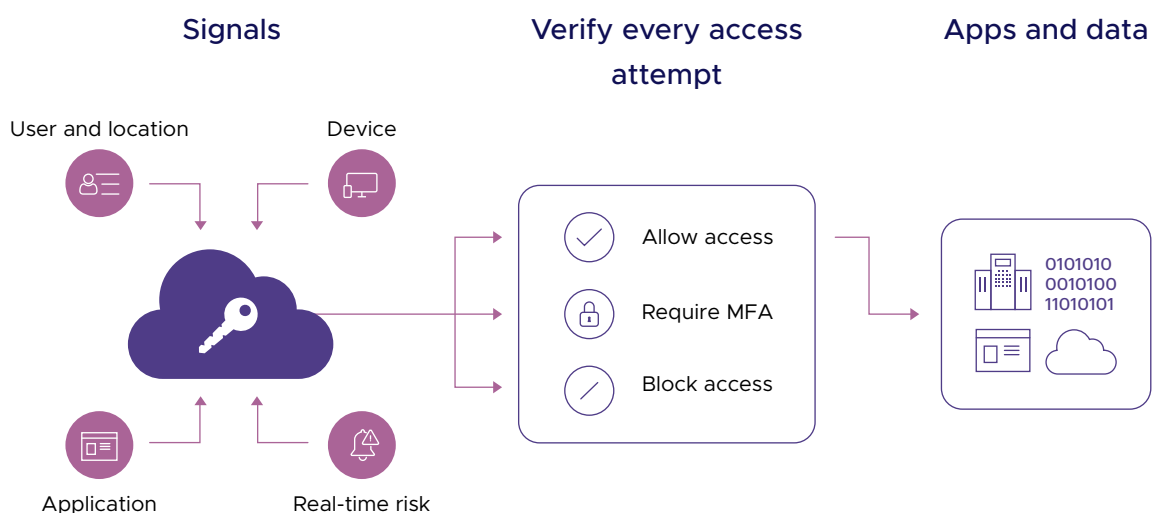 Signals
Verify every access
attempt
Apps and data
User and location
Device
Allow access
Require MFA
Block access
0101010
0010100
11010101
Application
Real-time risk